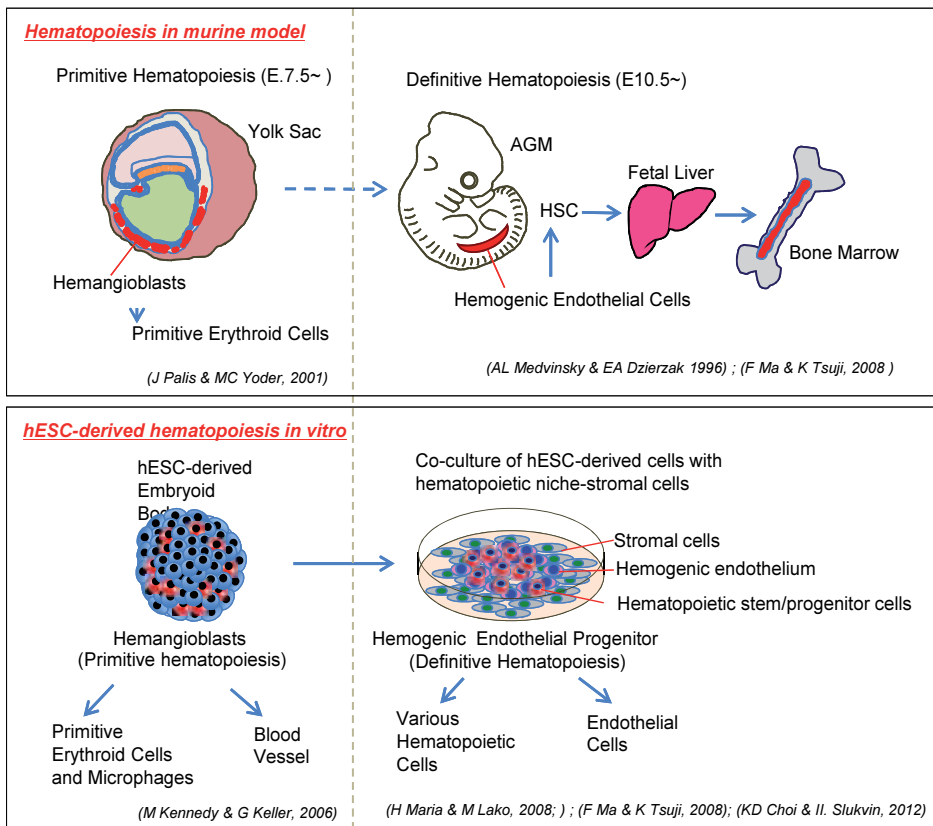 Hematopoiesis in murine model
Primitive Hematopoiesis (E.7.5~ )
Yolk Sac
Hemangioblasts
Primitive Erythroid Cells
(J Palis & MC Yoder, 2001)
Definitive Hematopoiesis (E10.5~)
AGM
HSC
Fetal Liver
Bone Marrow
Hemogenic Endothelial Cells
(AL Medvinsky & EA Dzierzak 1996) ; (F Ma & K Tsuji, 2008 )
hESC-derived hematopoiesis in vitro
hESC-derived
Embryoid
Hemangioblasts
(Primitive hematopoiesis)
Primitive
Erythroid Cells
and Microphages
Blood
Vessel
(M Kennedy & G Keller, 2006)
Co-culture of hESC-derived cells with
hematopoietic niche-stromal cells
Stromal cells
Hemogenic endothelium
Hematopoietic stem/progenitor cells
Hemogenic Endothelial Progenitor
(Definitive Hematopoiesis)
Various
Hematopoietic
Cells
Endothelial
Cells
(H Maria & M Lako, 2008; ) ; (F Ma & K Tsuji, 2008); (KD Choi & II. Slukvin, 2012)